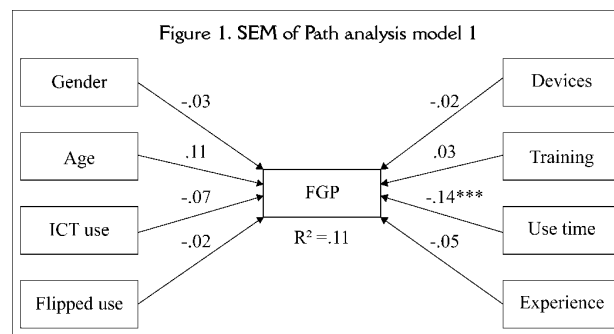 Figure 1. SEM of Path analysis model 1
Gender
Devices
-.03
-.02
Age
.11
.03
Training
FGP
ICT use
-.07
-.14***
Use time
R² =.11
-.02
-.05
Flipped use
Experience